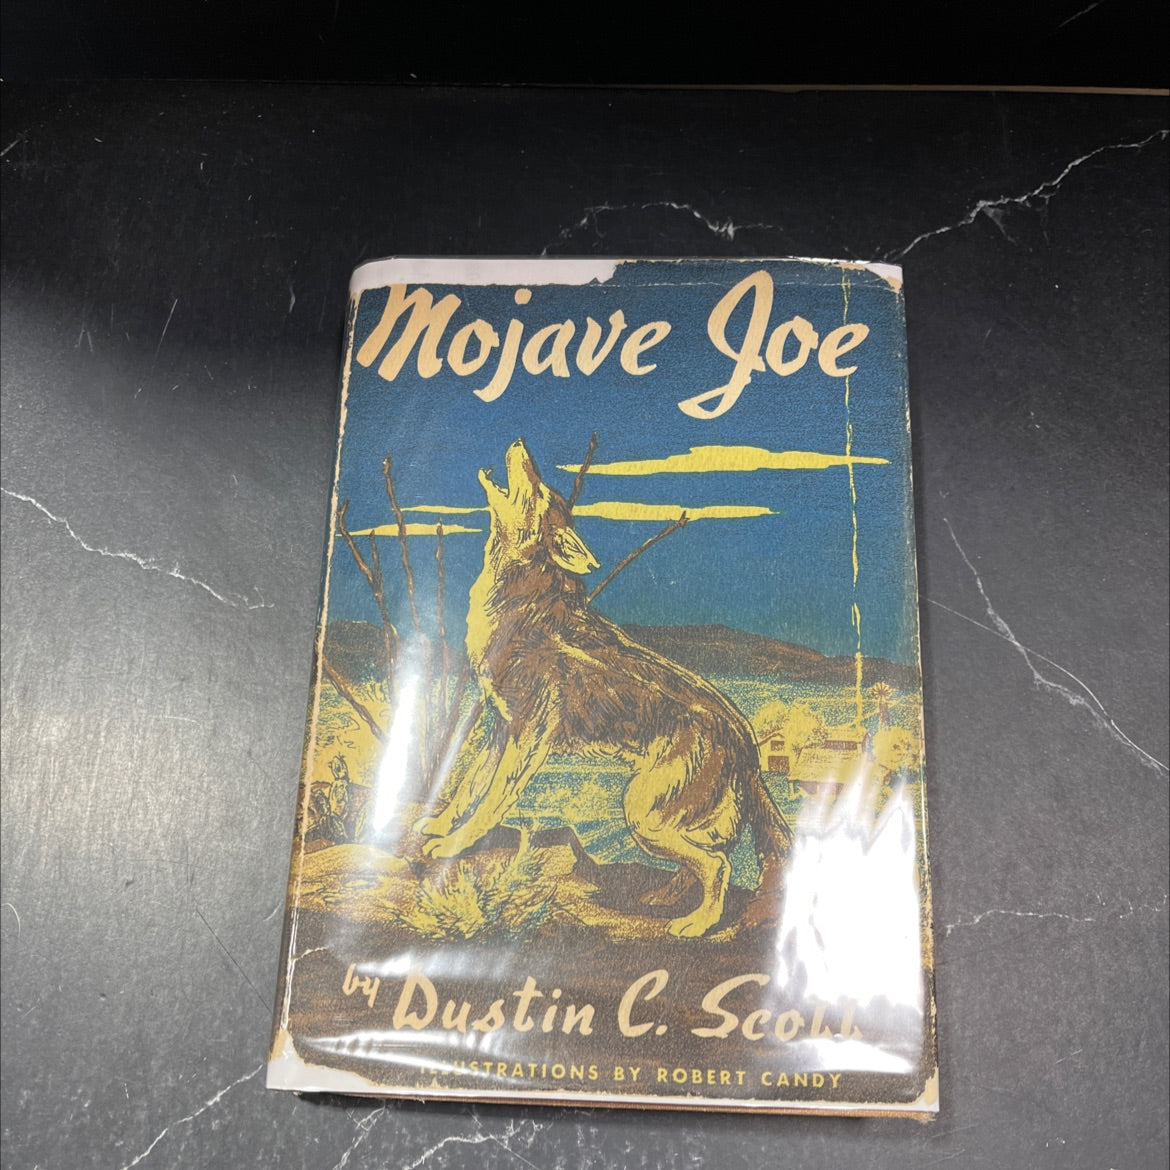 Mojave Joe
by Dustin C. Scott
ILLUSTRATIONS BY ROBERT CANDY